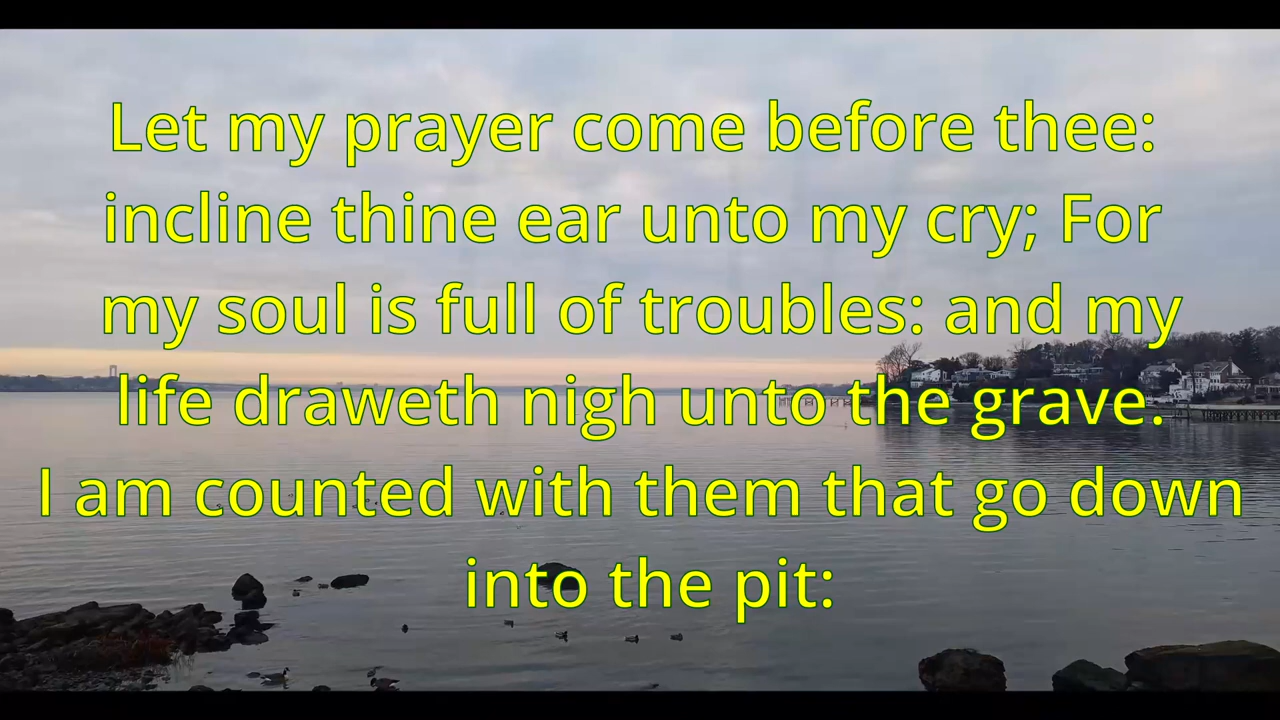 Let my prayer come before thee:
incline thine ear unto my cry; For
my soul is full of troubles: and my
life draweth nigh unto the grave.
I am counted with them that go down
into the pit: